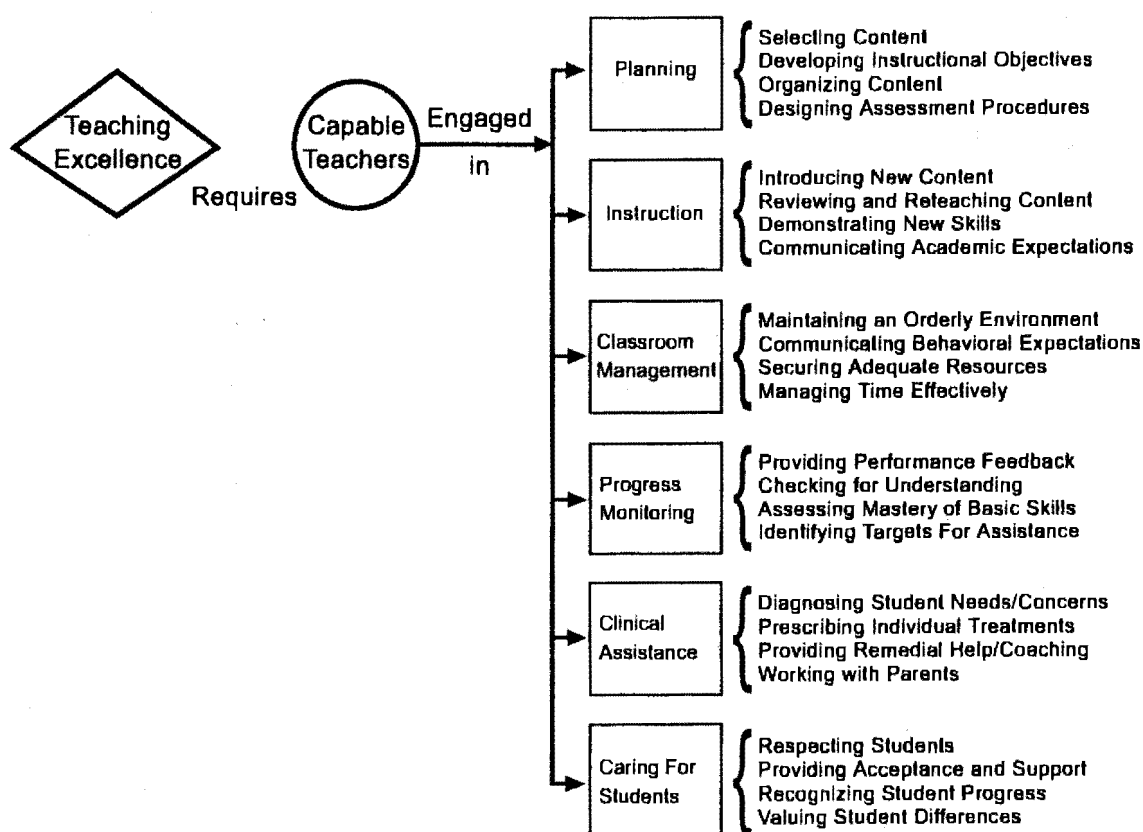 Teaching
Excellence
Requires
Capable
Teachers
Engaged
in
Planning
Selecting Content
Developing Instructional Objectives
Organizing Content
Designing Assessment Procedures
Instruction
Introducing New Content
Reviewing and Reteaching Content
Demonstrating New Skills
Communicating Academic Expectations
Classroom
Management
Maintaining an Orderly Environment
Communicating Behavioral Expectations
Securing Adequate Resources
Managing Time Effectively
Progress
Monitoring
Providing Performance Feedback
Checking for Understanding
Assessing Mastery of Basic Skills
Identifying Targets For Assistance
Clinical
Assistance
Diagnosing Student Needs/Concerns
Prescribing Individual Treatments
Providing Remedial Help/Coaching
Working with Parents
Caring For
Students
Respecting Students
Providing Acceptance and Support
Recognizing Student Progress
Valuing Student Differences